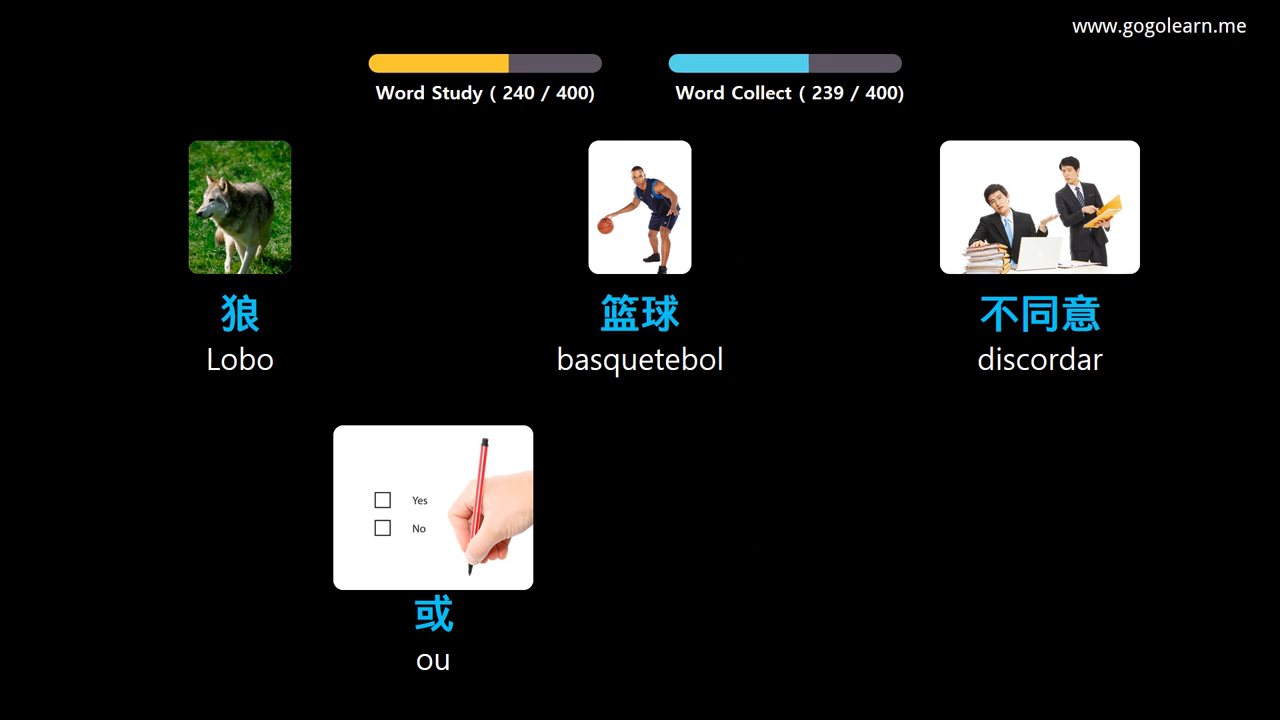 www.gogolearn.me
Word Study ( 240 / 400)
Word Collect ( 239 / 400)
狼
Lobo
篮球
basquetebol
不同意
discordar
Yes
No
或
ou